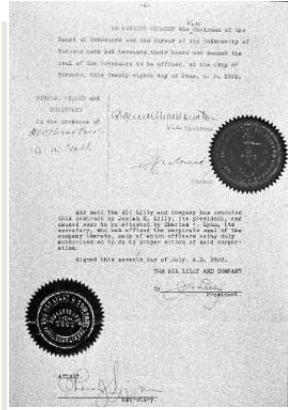 -6-
IN WITNESS WHEREOF the Chairman of the
Board of Governors and the Bursar of the University of
Toronto have set hereunto their hands and caused the
seal of the Governors to be affixed, at the City of
Toronto, this twenty-eighth day of June, A. D. 1922.
SIGNED, SEALED and
DELIVERED
in the presence of
Vice Chairman
Bursar
And said The Eli Lilly and Company has executed
this contract by Josiah K. Lilly, its president, and
caused same to be attested by Charles J. Lynn, its
secretary, who has affixed the corporate seal of the
company thereto, each of which officers being duly
authorized so to do by proper action of said corpor-
ation.
Signed this seventh day of July, A.D. 1922.
THE ELI LILLY AND COMPANY
By
President.
ATTEST
Secretary.